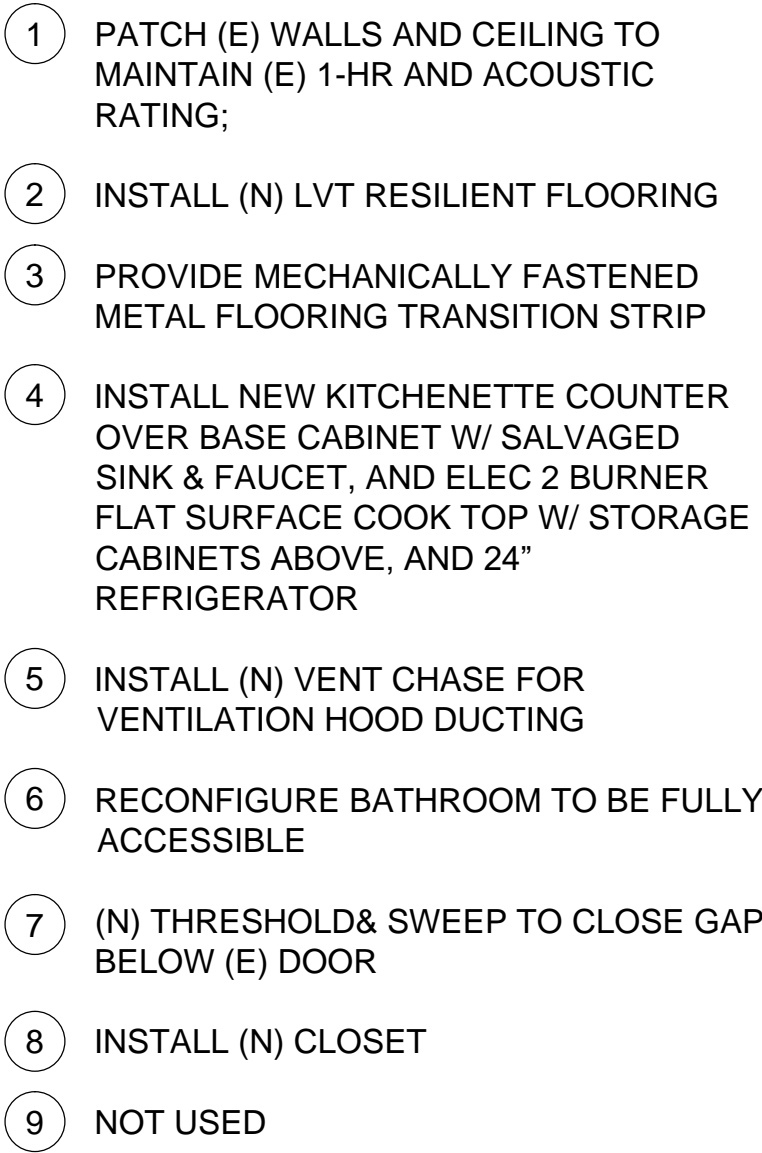 1 PATCH (E) WALLS AND CEILING TO
MAINTAIN (E) 1-HR AND ACOUSTIC
RATING;
2 INSTALL (N) LVT RESILIENT FLOORING
3 PROVIDE MECHANICALLY FASTENED
METAL FLOORING TRANSITION STRIP
4 INSTALL NEW KITCHENETTE COUNTER
OVER BASE CABINET W/ SALVAGED
SINK & FAUCET, AND ELEC 2 BURNER
FLAT SURFACE COOK TOP W/ STORAGE
CABINETS ABOVE, AND 24”
REFRIGERATOR
5 INSTALL (N) VENT CHASE FOR
VENTILATION HOOD DUCTING
6 RECONFIGURE BATHROOM TO BE FULLY
ACCESSIBLE
7 (N) THRESHOLD& SWEEP TO CLOSE GAP
BELOW (E) DOOR
8 INSTALL (N) CLOSET
9 NOT USED